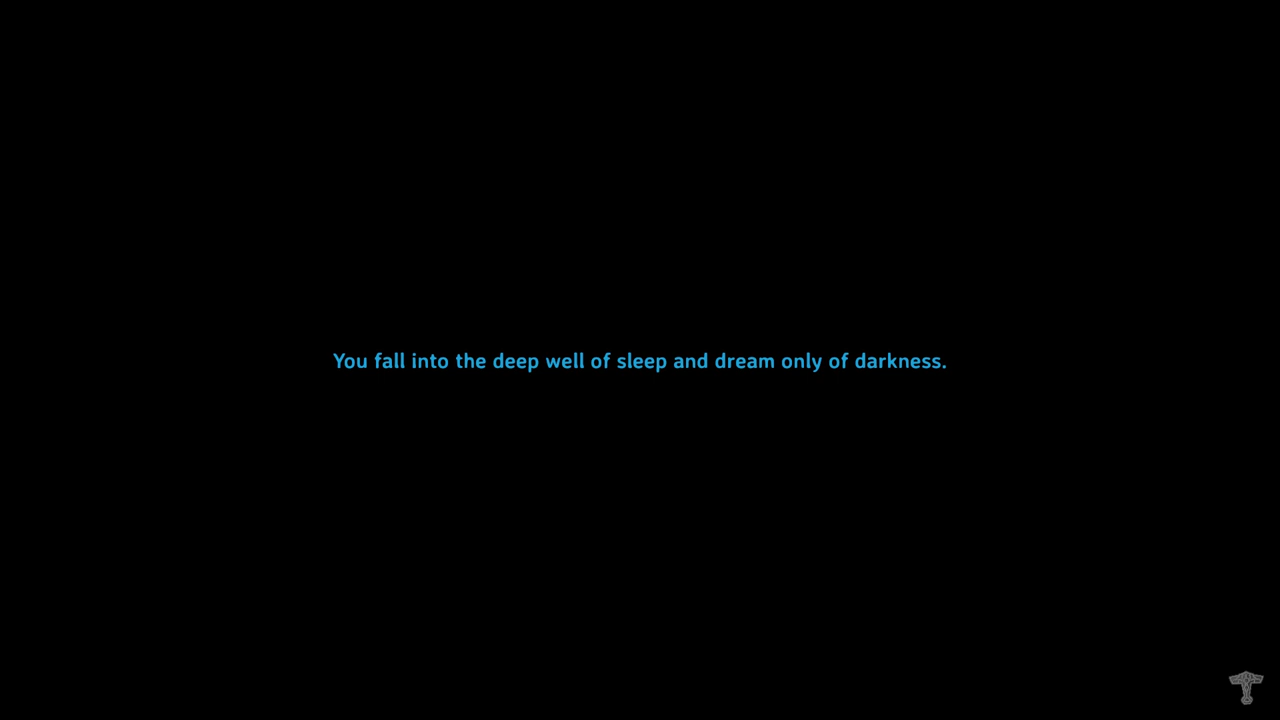 You fall into the deep well of sleep and dream only of darkness.